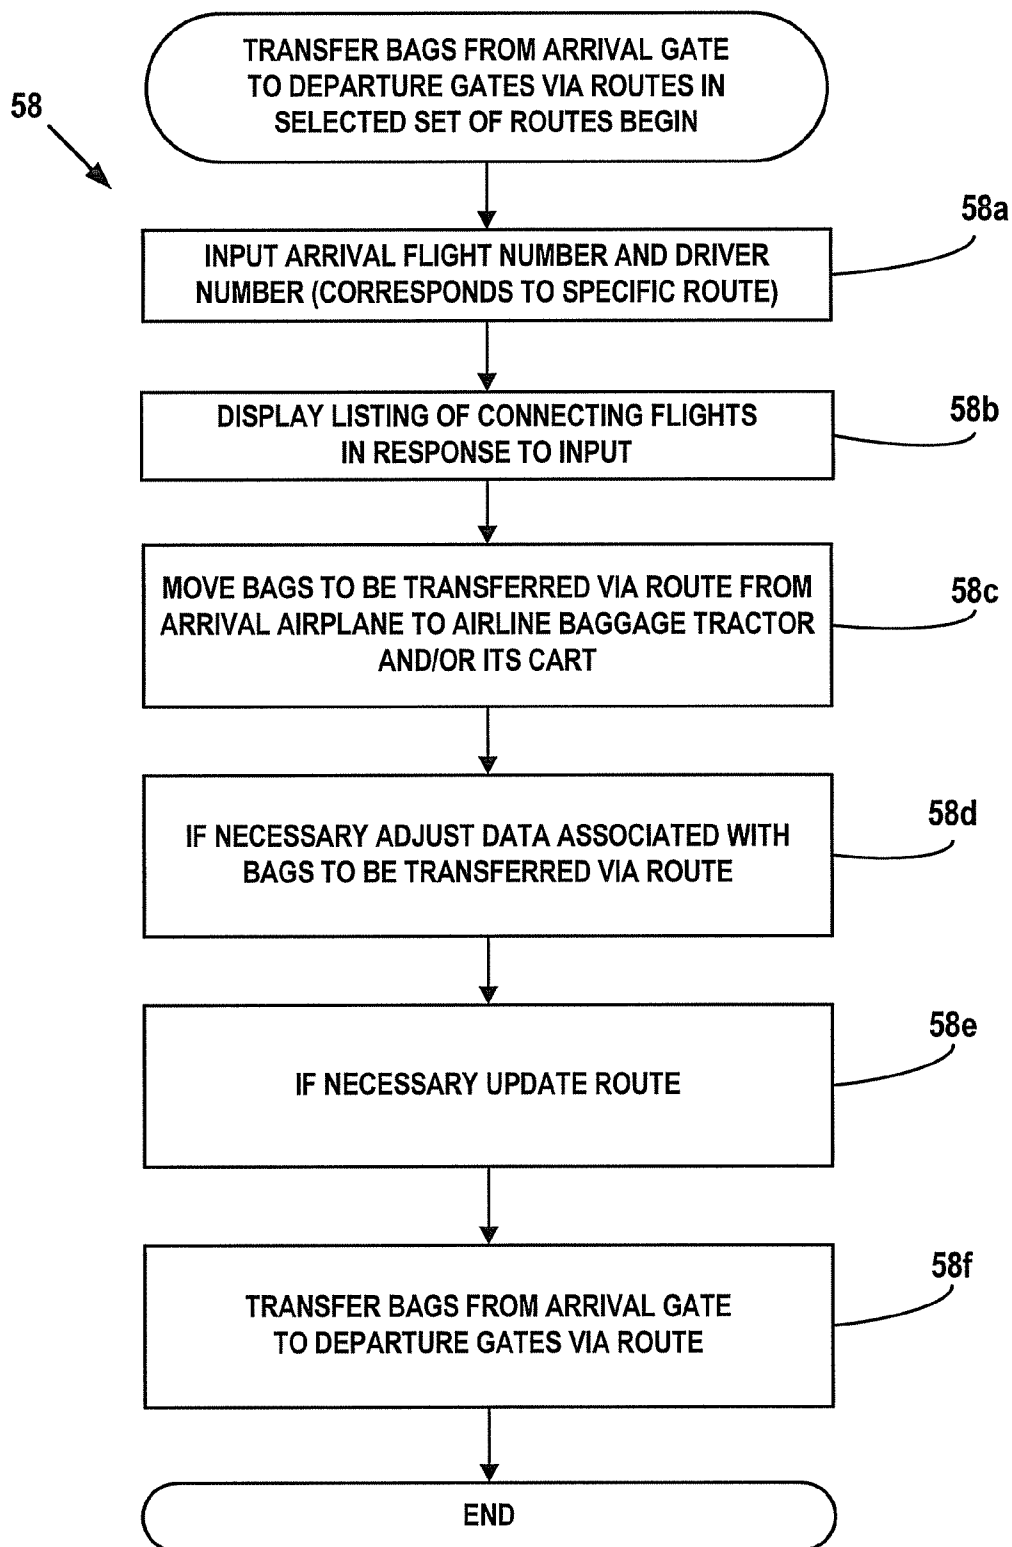 TRANSFER BAGS FROM ARRIVAL GATE
TO DEPARTURE GATES VIA ROUTES IN
SELECTED SET OF ROUTES BEGIN
58
58a
INPUT ARRIVAL FLIGHT NUMBER AND DRIVER
NUMBER (CORRESPONDS TO SPECIFIC ROUTE)
58b
DISPLAY LISTING OF CONNECTING FLIGHTS
IN RESPONSE TO INPUT
58c
MOVE BAGS TO BE TRANSFERRED VIA ROUTE FROM
ARRIVAL AIRPLANE TO AIRLINE BAGGAGE TRACTOR
AND/OR ITS CART
58d
IF NECESSARY ADJUST DATA ASSOCIATED WITH
BAGS TO BE TRANSFERRED VIA ROUTE
58e
IF NECESSARY UPDATE ROUTE
58f
TRANSFER BAGS FROM ARRIVAL GATE
TO DEPARTURE GATES VIA ROUTE
END